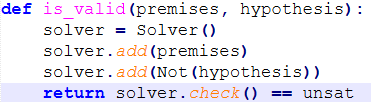 def is_valid(premises, hypothesis):
    solver = Solver()
    solver.add(premises)
    solver.add(Not(hypothesis))
    return solver.check() == unsat